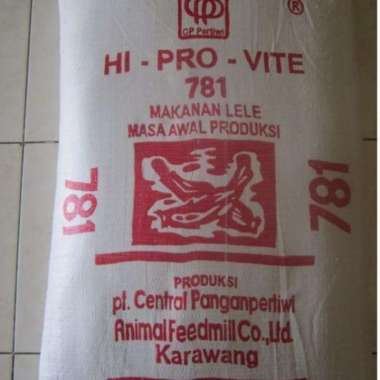 CP
CP Pertiwi
®
HI - PRO - VITE
781
MAKANAN LELE
MASA AWAL PRODUKSI
781
781
PRODUKSI
pt. Central Panganpertiwi
Animal Feedmill Co., Ltd.
Karawang